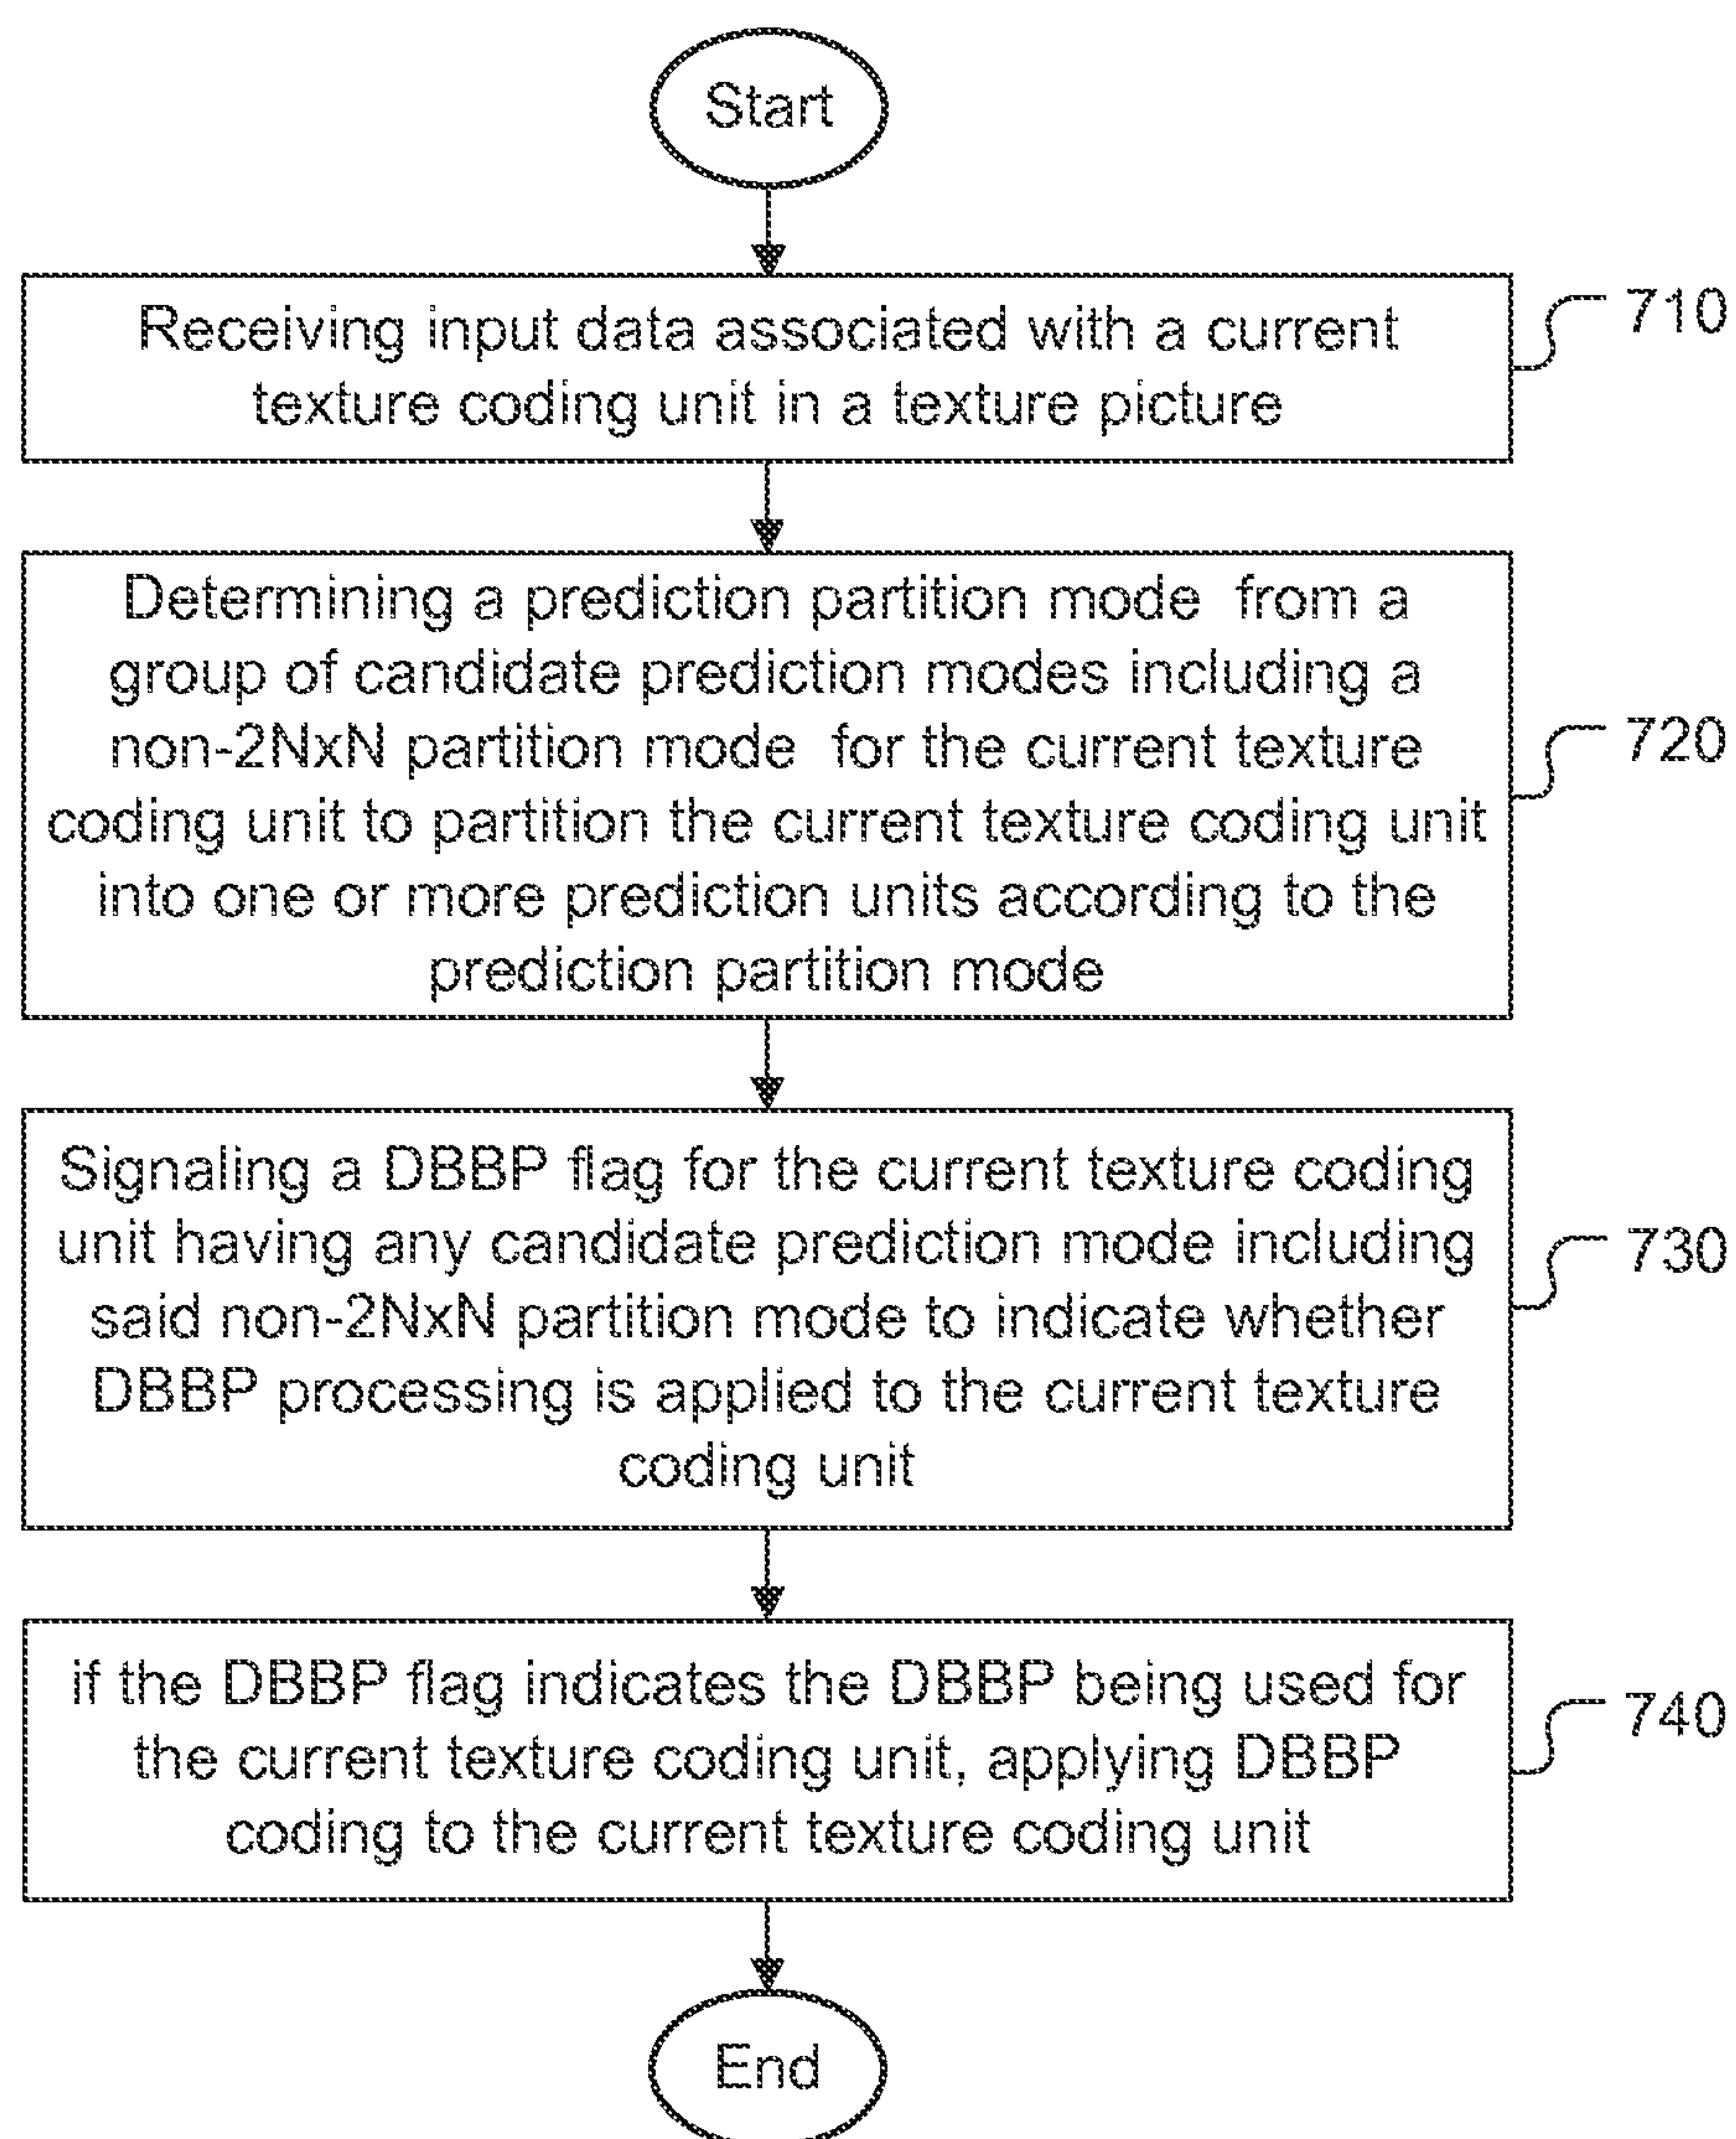 Start
Receiving input data associated with a current
texture coding unit in a texture picture
710
Determining a prediction partition mode from a
group of candidate prediction modes including a
non-2NxN partition mode for the current texture
coding unit to partition the current texture coding unit
into one or more prediction units according to the
prediction partition mode
720
Signaling a DBBP flag for the current texture coding
unit having any candidate prediction mode including
said non-2NxN partition mode to indicate whether
DBBP processing is applied to the current texture
coding unit
730
if the DBBP flag indicates the DBBP being used for
the current texture coding unit, applying DBBP
coding to the current texture coding unit
740
End